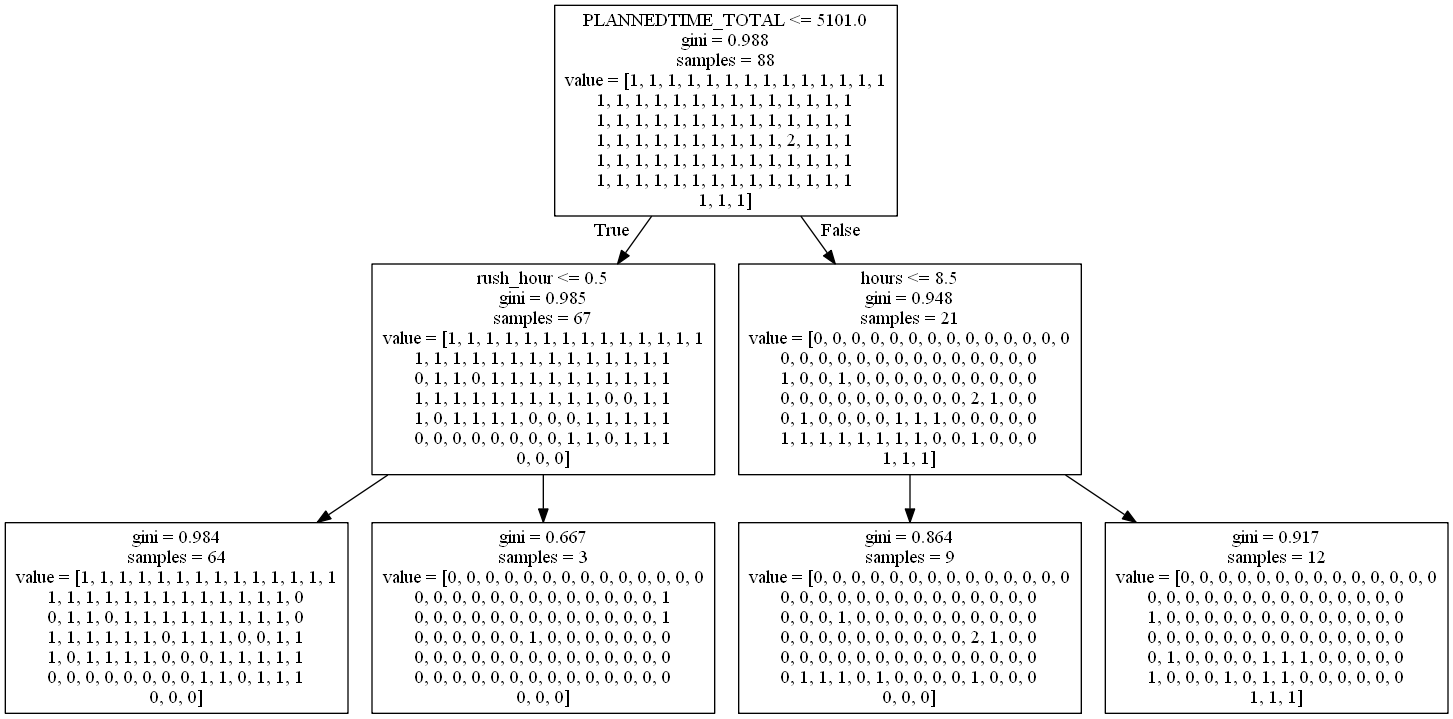 PLANNEDTIME_TOTAL <= 5101.0
gini = 0.988
samples = 88
value = [1, 1, 1, 1, 1, 1, 1, 1, 1, 1, 1, 1, 1, 1
1, 1, 1, 1, 1, 1, 1, 1, 1, 1, 1, 1, 1, 1
1, 1, 1, 1, 1, 1, 1, 1, 1, 1, 1, 1, 1, 1
1, 1, 1, 1, 1, 1, 1, 1, 1, 1, 2, 1, 1, 1
1, 1, 1, 1, 1, 1, 1, 1, 1, 1, 1, 1, 1, 1
1, 1, 1, 1, 1, 1, 1, 1, 1, 1, 1, 1, 1, 1
1, 1, 1]
True
False
rush_hour <= 0.5
gini = 0.985
samples = 67
value = [1, 1, 1, 1, 1, 1, 1, 1, 1, 1, 1, 1, 1, 1
1, 1, 1, 1, 1, 1, 1, 1, 1, 1, 1, 1, 1, 1
0, 1, 1, 0, 1, 1, 1, 1, 1, 1, 1, 1, 1, 1
1, 1, 1, 1, 1, 1, 1, 1, 1, 1, 0, 0, 1, 1
1, 0, 1, 1, 1, 1, 0, 0, 0, 1, 1, 1, 1, 1
0, 0, 0, 0, 0, 0, 0, 0, 1, 1, 0, 1, 1, 1
0, 0, 0]
hours <= 8.5
gini = 0.948
samples = 21
value = [0, 0, 0, 0, 0, 0, 0, 0, 0, 0, 0, 0, 0, 0
0, 0, 0, 0, 0, 0, 0, 0, 0, 0, 0, 0, 0, 0
1, 0, 0, 1, 0, 0, 0, 0, 0, 0, 0, 0, 0, 0
0, 0, 0, 0, 0, 0, 0, 0, 0, 0, 2, 1, 0, 0
0, 1, 0, 0, 0, 0, 1, 1, 1, 0, 0, 0, 0, 0
1, 1, 1, 1, 1, 1, 1, 1, 0, 0, 1, 0, 0, 0
1, 1, 1]
gini = 0.984
samples = 64
value = [1, 1, 1, 1, 1, 1, 1, 1, 1, 1, 1, 1, 1, 1
1, 1, 1, 1, 1, 1, 1, 1, 1, 1, 1, 1, 1, 0
0, 1, 1, 0, 1, 1, 1, 1, 1, 1, 1, 1, 1, 0
1, 1, 1, 1, 1, 1, 0, 1, 1, 1, 0, 0, 1, 1
1, 0, 1, 1, 1, 1, 0, 0, 0, 1, 1, 1, 1, 1
0, 0, 0, 0, 0, 0, 0, 0, 1, 1, 0, 1, 1, 1
0, 0, 0]
gini = 0.667
samples = 3
value = [0, 0, 0, 0, 0, 0, 0, 0, 0, 0, 0, 0, 0, 0
0, 0, 0, 0, 0, 0, 0, 0, 0, 0, 0, 0, 0, 1
0, 0, 0, 0, 0, 0, 0, 0, 0, 0, 0, 0, 0, 1
0, 0, 0, 0, 0, 0, 1, 0, 0, 0, 0, 0, 0, 0
0, 0, 0, 0, 0, 0, 0, 0, 0, 0, 0, 0, 0, 0
0, 0, 0, 0, 0, 0, 0, 0, 0, 0, 0, 0, 0, 0
0, 0, 0]
gini = 0.864
samples = 9
value = [0, 0, 0, 0, 0, 0, 0, 0, 0, 0, 0, 0, 0, 0
0, 0, 0, 0, 0, 0, 0, 0, 0, 0, 0, 0, 0, 0
0, 0, 0, 1, 0, 0, 0, 0, 0, 0, 0, 0, 0, 0
0, 0, 0, 0, 0, 0, 0, 0, 0, 0, 2, 1, 0, 0
0, 0, 0, 0, 0, 0, 0, 0, 0, 0, 0, 0, 0, 0
0, 1, 1, 1, 0, 1, 0, 0, 0, 0, 1, 0, 0, 0
0, 0, 0]
gini = 0.917
samples = 12
value = [0, 0, 0, 0, 0, 0, 0, 0, 0, 0, 0, 0, 0, 0
0, 0, 0, 0, 0, 0, 0, 0, 0, 0, 0, 0, 0, 0
1, 0, 0, 0, 0, 0, 0, 0, 0, 0, 0, 0, 0, 0
0, 0, 0, 0, 0, 0, 0, 0, 0, 0, 0, 0, 0, 0
0, 1, 0, 0, 0, 0, 1, 1, 1, 0, 0, 0, 0, 0
1, 0, 0, 0, 1, 0, 1, 1, 0, 0, 0, 0, 0, 0
1, 1, 1]